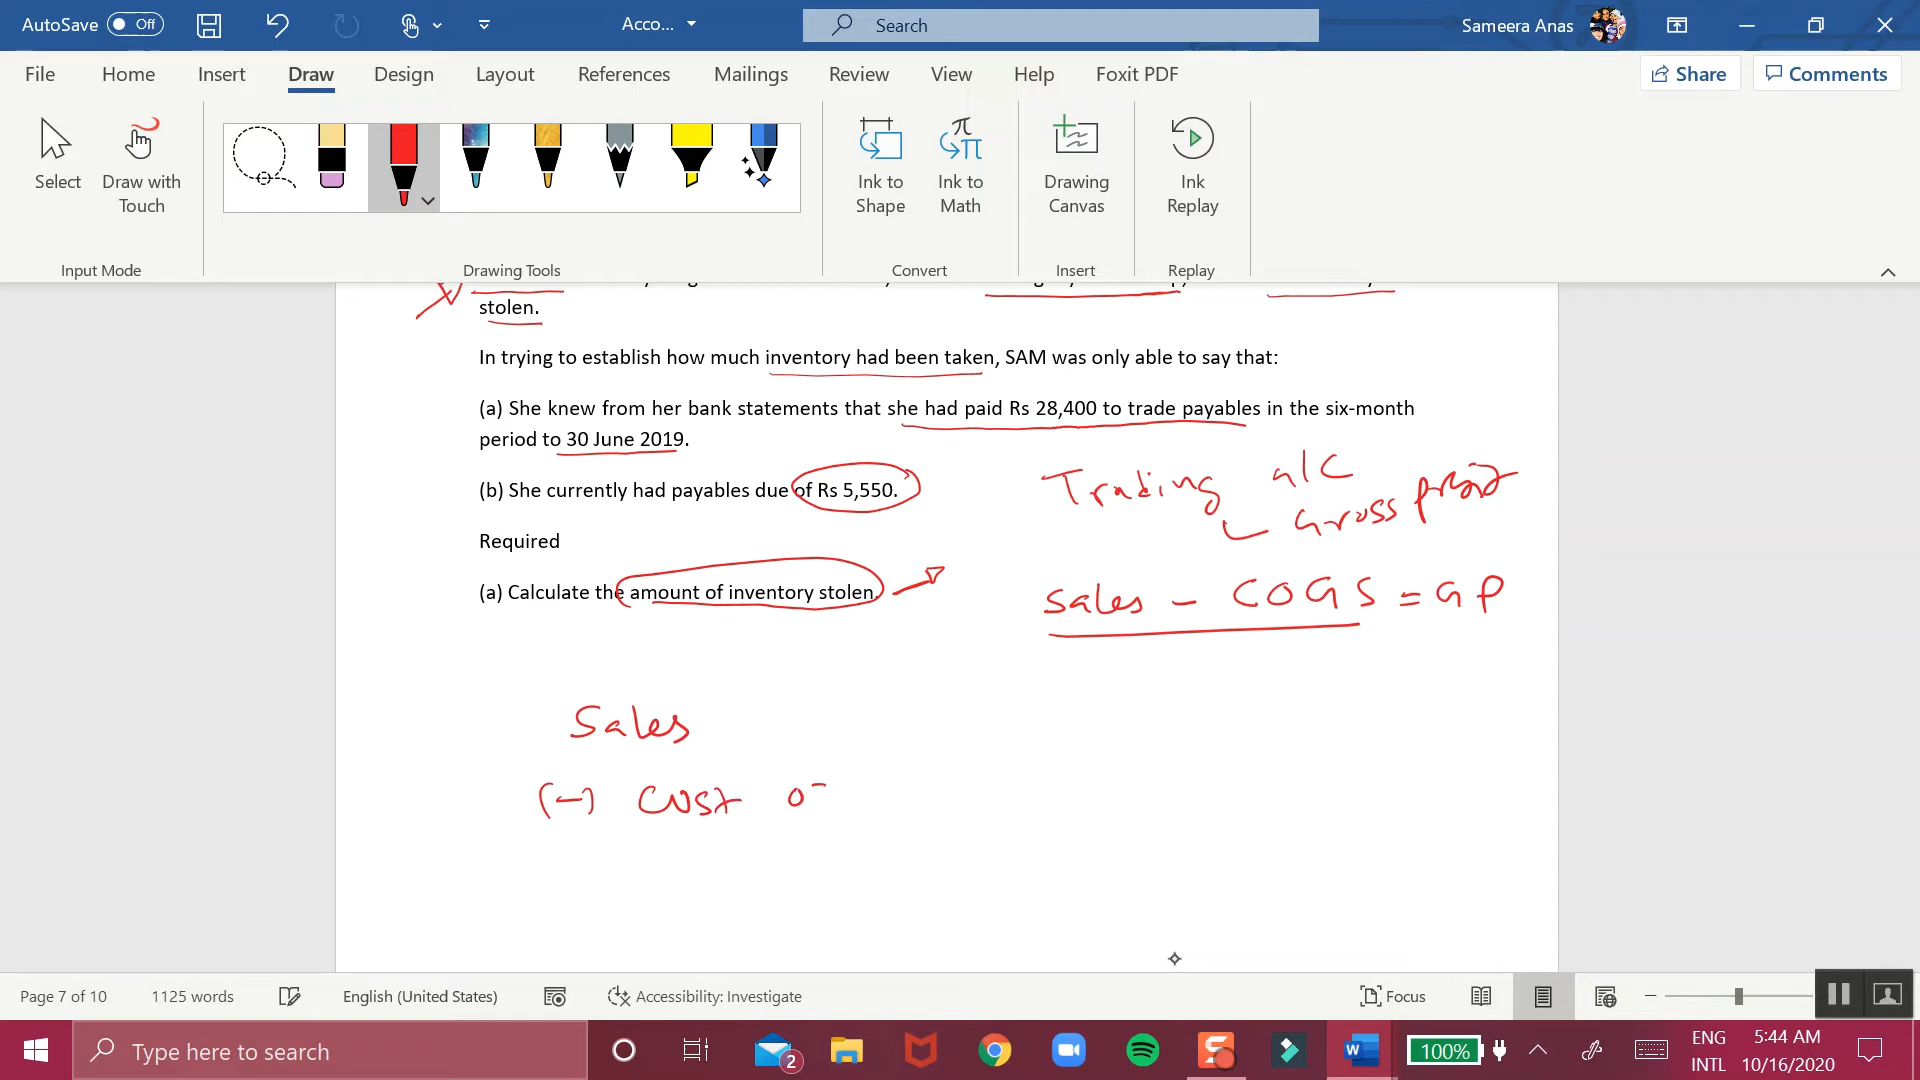 AutoSave Off Acco... Search Sameera Anas
File Home Insert Draw Design Layout References Mailings Review View Help Foxit PDF Share Comments
Select Draw with Touch Ink to Shape Ink to Math Drawing Canvas Ink Replay
Input Mode Drawing Tools Convert Insert Replay
stolen.
In trying to establish how much inventory had been taken, SAM was only able to say that:
(a) She knew from her bank statements that she had paid Rs 28,400 to trade payables in the six-month
period to 30 June 2019.
Trading a/c
(b) She currently had payables due of Rs 5,550.
Gross profit
Required
(a) Calculate the amount of inventory stolen.
Sales - COGS = GP
Sales
(-) Cost
Page 7 of 10 1125 words English (United States) Accessibility: Investigate Focus
Type here to search 2 100% ENG INTL 5:44 AM 10/16/2020